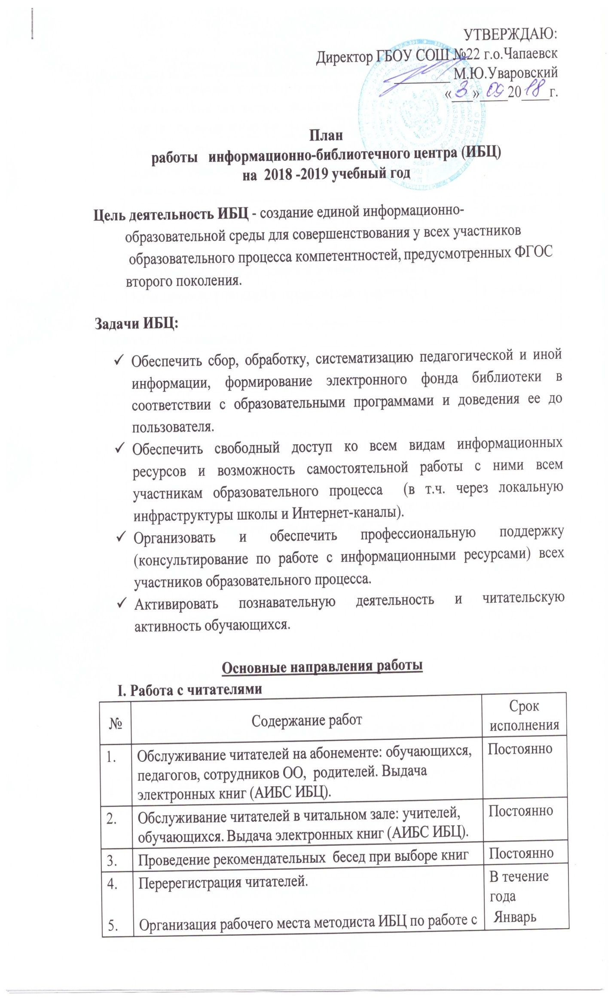 УТВЕРЖДАЮ:
Директор ГБОУ СОШ №22 г.о.Чапаевск
________ М.Ю.Уваровский
«3» 09 2018 г.
План
работы информационно-библиотечного центра (ИБЦ)
на 2018 -2019 учебный год
Цель деятельность ИБЦ - создание единой информационно-
образовательной среды для совершенствования у всех участников
образовательного процесса компетентностей, предусмотренных ФГОС
второго поколения.
Задачи ИБЦ:
✓ Обеспечить сбор, обработку, систематизацию педагогической и иной
информации, формирование электронного фонда библиотеки в
соответствии с образовательными программами и доведения ее до
пользователя.
✓ Обеспечить свободный доступ ко всем видам информационных
ресурсов и возможность самостоятельной работы с ними всем
участникам образовательного процесса (в т.ч. через локальную
инфраструктуры школы и Интернет-каналы).
✓ Организовать и обеспечить профессиональную поддержку
(консультирование по работе с информационными ресурсами) всех
участников образовательного процесса.
✓ Активировать познавательную деятельность и читательскую
активность обучающихся.
Основные направления работы
I. Работа с читателями
№
Содержание работ
Срок
исполнения
1.
Обслуживание читателей на абонементе: обучающихся,
педагогов, сотрудников ОО, родителей. Выдача
электронных книг (АИБС ИБЦ).
Постоянно
2.
Обслуживание читателей в читальном зале: учителей,
обучающихся. Выдача электронных книг (АИБС ИБЦ).
Постоянно
3.
Проведение рекомендательных бесед при выборе книг
Постоянно
4.
Перерегистрация читателей.
В течение
года
5.
Организация рабочего места методиста ИБЦ по работе с
Январь